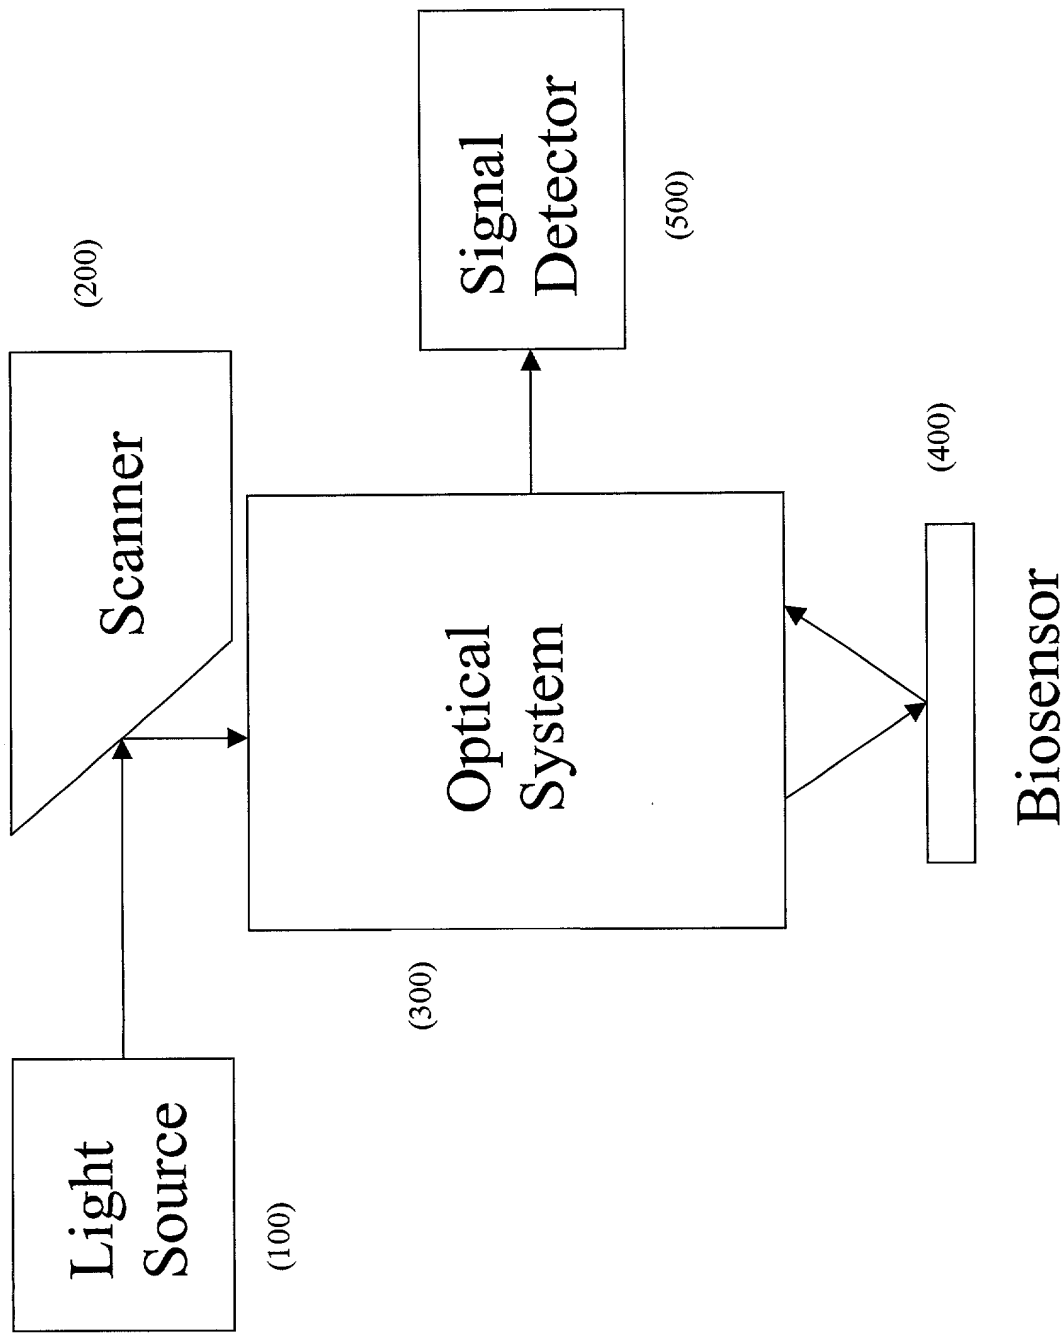 Light
Source
(100)
Scanner
(200)
Optical
System
(300)
Signal
Detector
(500)
(400)
Biosensor